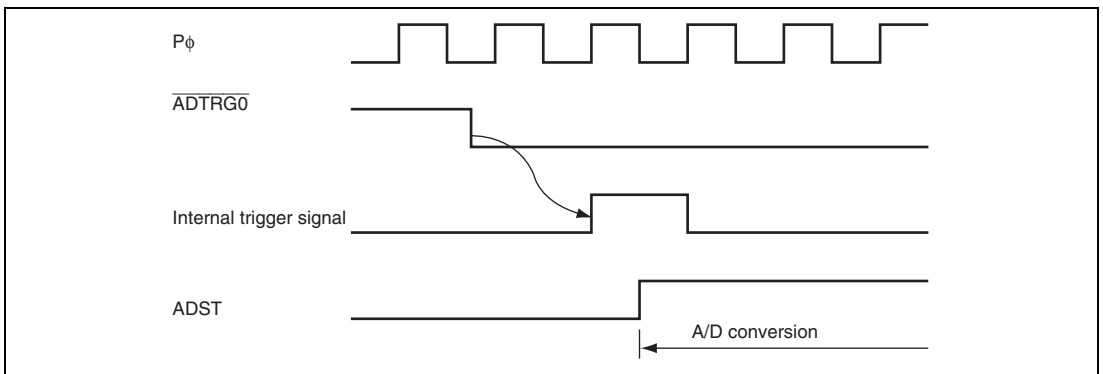 Pϕ
ADTRG0
Internal trigger signal
ADST
A/D conversion